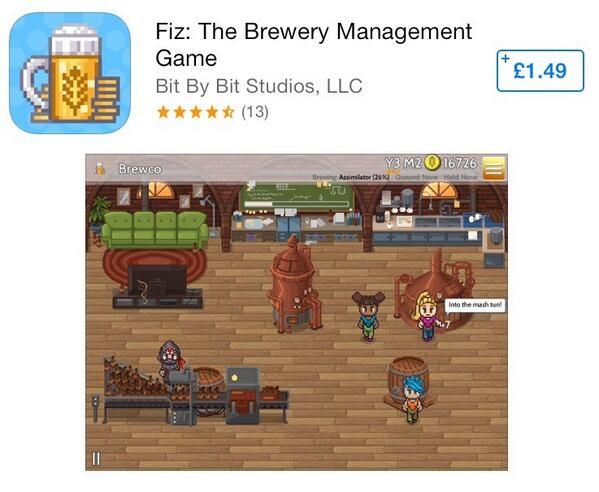 Fiz: The Brewery Management
Game
Bit By Bit Studios, LLC
(13)
+ £1.49
Brewco
Y3 M2 16726
Brewing: Assimilator (26%) Queued: None Held: None
Into the mash tun!